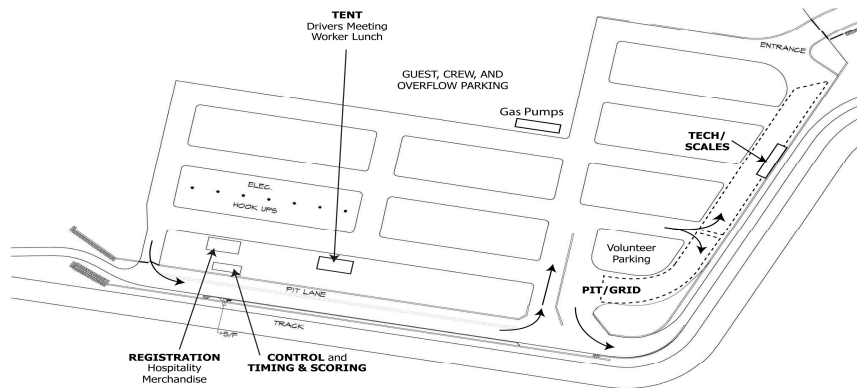 TENT
Drivers Meeting
Worker Lunch
ENTRANCE
GUEST, CREW, AND
OVERFLOW PARKING
Gas Pumps
TECH/
SCALES
ELEC.
HOOK UPS
Volunteer
Parking
PIT/GRID
PIT LANE
TRACK
S/F
REGISTRATION
Hospitality
Merchandise
CONTROL and
TIMING & SCORING